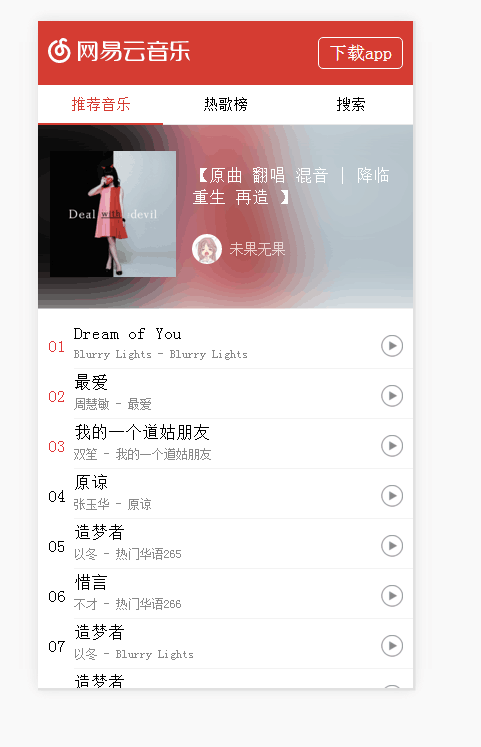 网易云音乐
下载app
推荐音乐
热歌榜
搜索
Deal with devil
【原曲 翻唱 混音 | 降临
重生 再造 】
未果无果
01
Dream of You
Blurry Lights - Blurry Lights
02
最爱
周慧敏 - 最爱
03
我的一个道姑朋友
双笙 - 我的一个道姑朋友
04
原谅
张玉华 - 原谅
05
造梦者
以冬 - 热门华语265
06
惜言
不才 - 热门华语266
07
造梦者
以冬 - Blurry Lights
造梦者